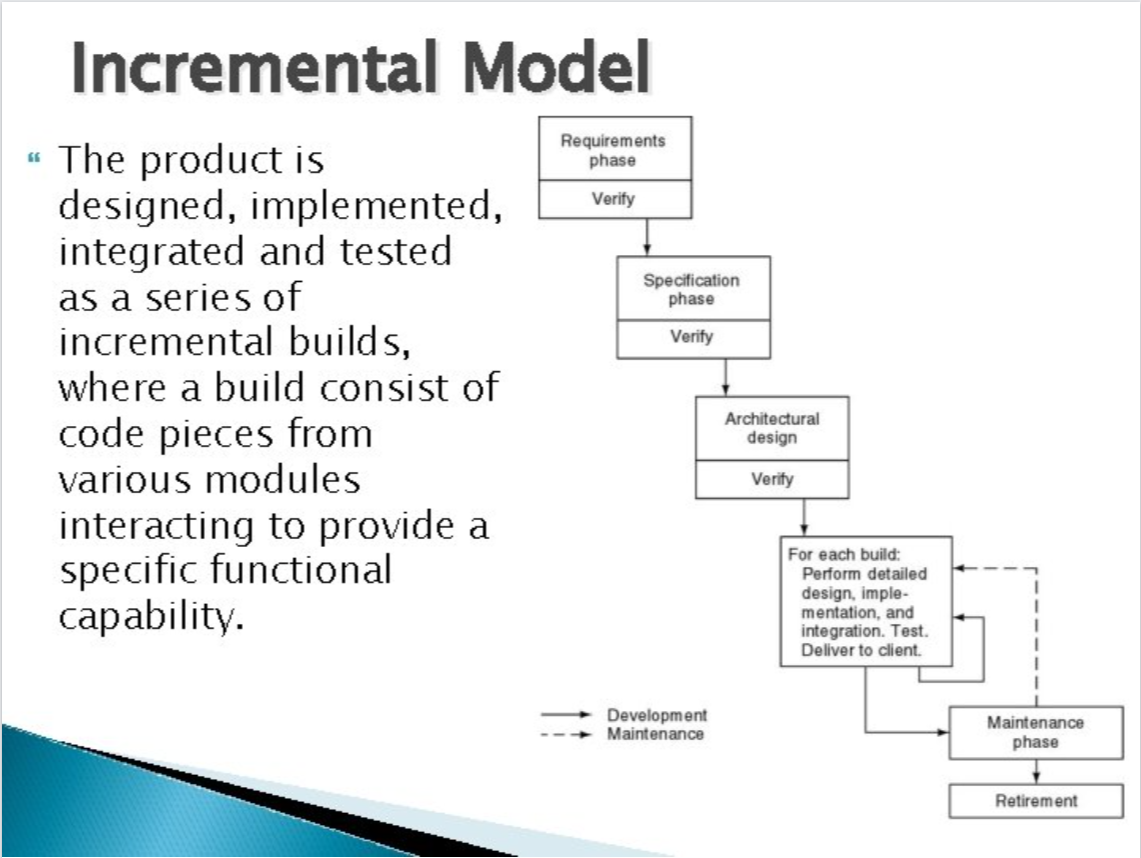 Incremental Model
“ The product is
designed, implemented,
integrated and tested
as a series of
incremental builds,
where a build consist of
code pieces from
various modules
interacting to provide a
specific functional
capability.
Requirements
phase
Verify
Specification
phase
Verify
Architectural
design
Verify
For each build:
Perform detailed
design, imple-
mentation, and
integration. Test.
Deliver to client.
Development
Maintenance
Maintenance
phase
Retirement